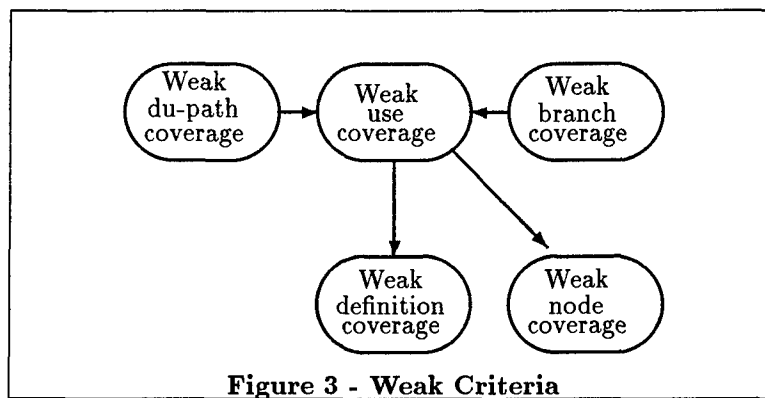 Weak
du-path
coverage
Weak
use
coverage
Weak
branch
coverage
Weak
definition
coverage
Weak
node
coverage
Figure 3 - Weak Criteria